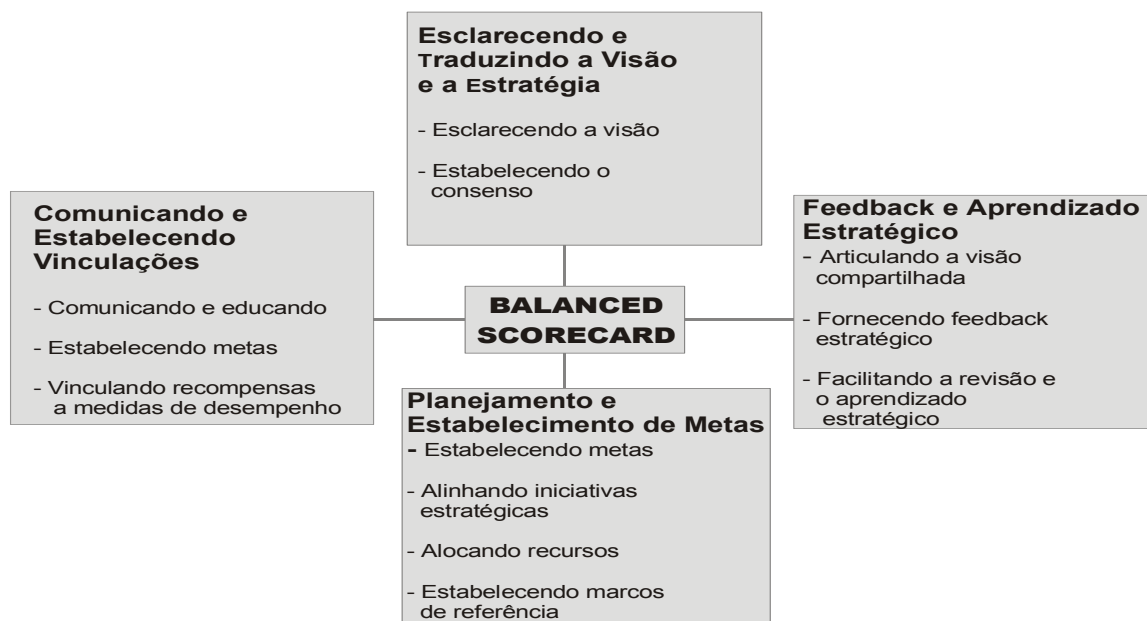 Esclarecendo e
Traduzindo a Visão
e a Estratégia
- Esclarecendo a visão
- Estabelecendo o
consenso
Comunicando e
Estabelecendo
Vinculações
- Comunicando e educando
- Estabelecendo metas
- Vinculando recompensas
a medidas de desempenho
BALANCED
SCORECARD
Feedback e Aprendizado
Estratégico
- Articulando a visão
compartilhada
- Fornecendo feedback
estratégico
- Facilitando a revisão e
o aprendizado
estratégico
Planejamento e
Estabelecimento de Metas
- Estabelecendo metas
- Alinhando iniciativas
estratégicas
- Alocando recursos
- Estabelecendo marcos
de referência